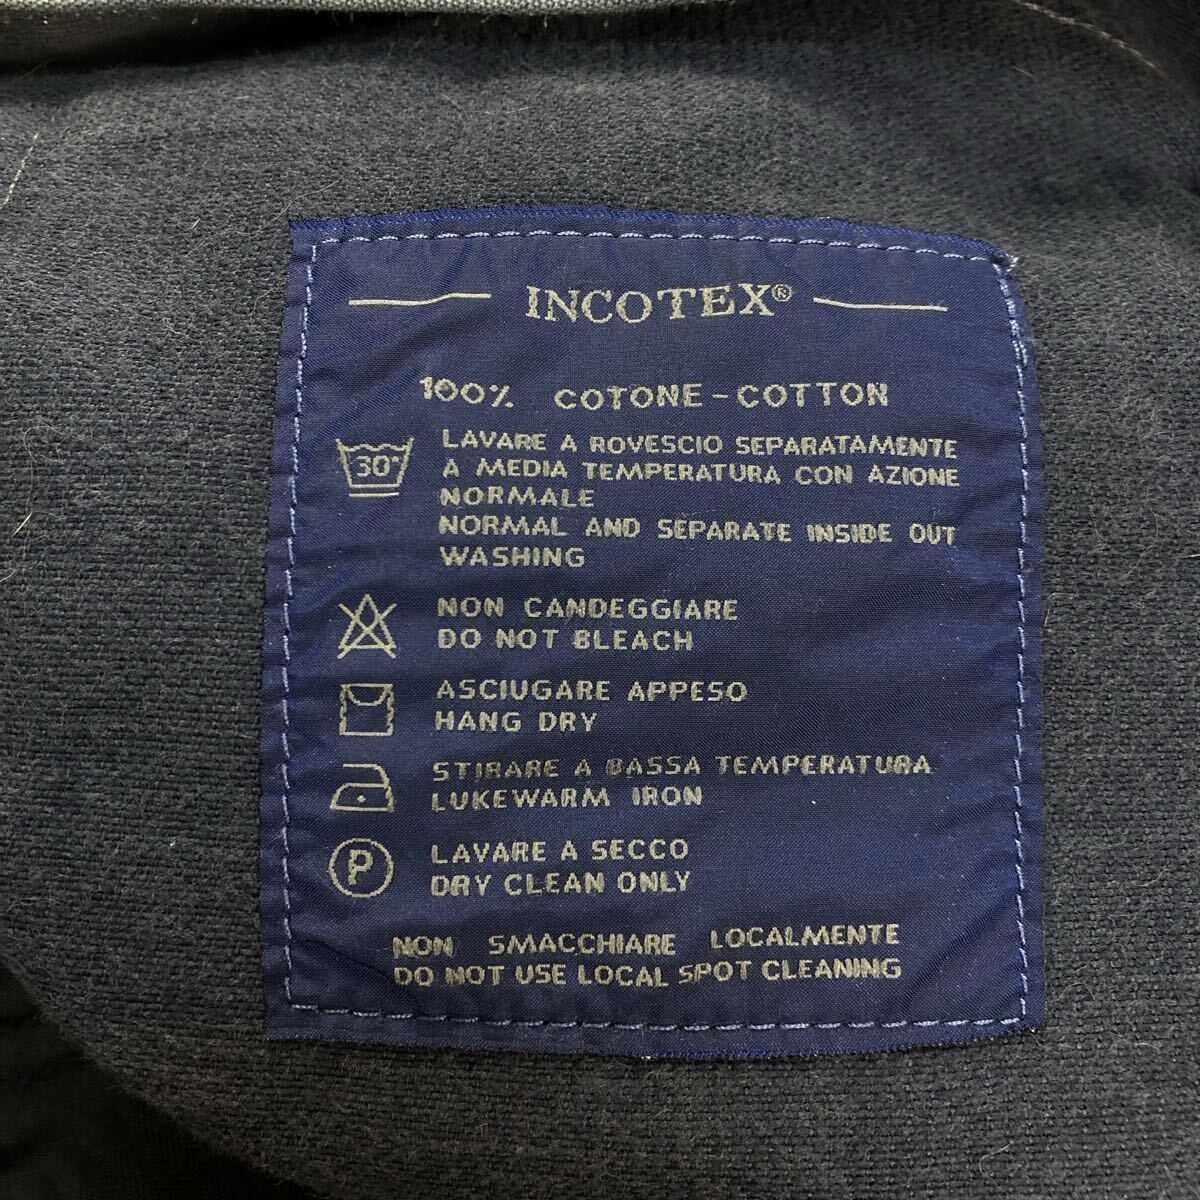 INCOTEX®
100% COTONE - COTTON
30°
LAVARE A ROVESCIO SEPARATAMENTE
A MEDIA TEMPERATURA CON AZIONE
NORMALE
NORMAL AND SEPARATE INSIDE OUT
WASHING
NON CANDEGGIARE
DO NOT BLEACH
ASCIUGARE APPESO
HANG DRY
STIRARE A BASSA TEMPERATURA
LUKEWARM IRON
P
LAVARE A SECCO
DRY CLEAN ONLY
NON SMACCHIARE LOCALMENTE
DO NOT USE LOCAL SPOT CLEANING